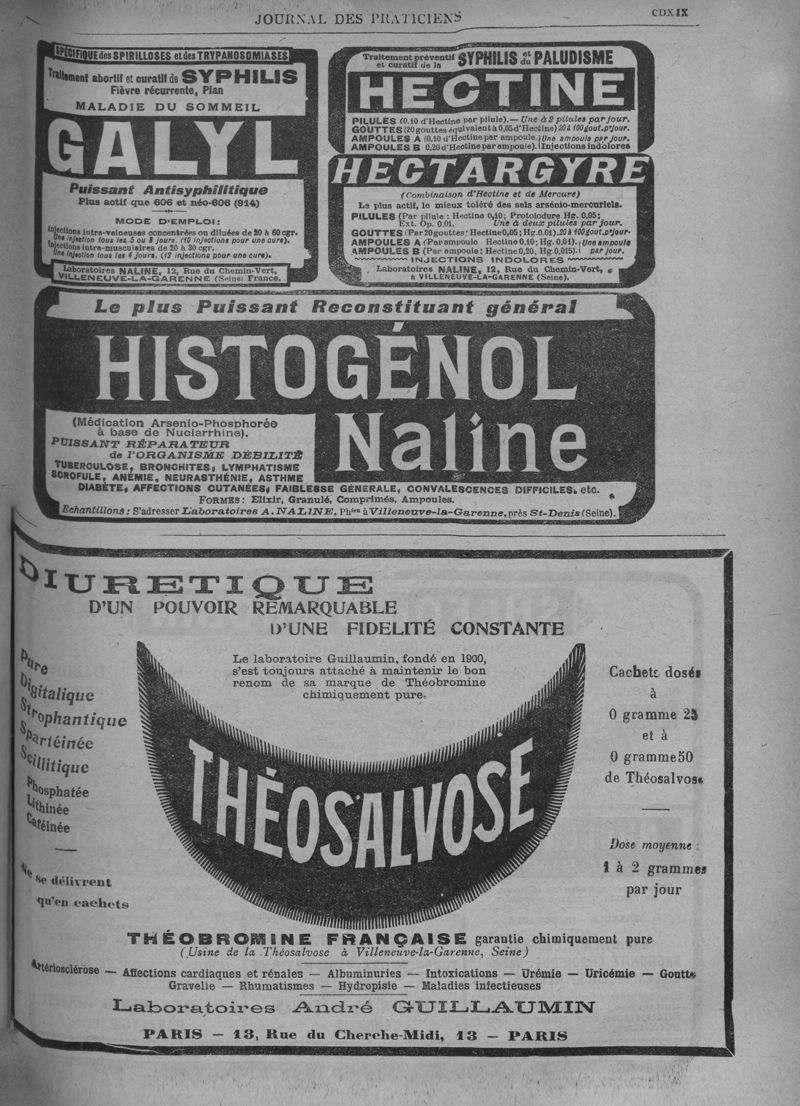 JOURNAL DES PRATICIENS
CDXIX
SPÉCIFIQUE des SPIRILLOSES et des TRYPANOSOMIASES
Traitement abortif et curatif de SYPHILIS
Fièvre récurrente, Pian
MALADIE DU SOMMEIL
GALYL
Puissant Antisyphilitique
Plus actif que 606 et néo-606 (914)
MODE D'EMPLOI:
Injections intra-veineuses concentrées ou diluées de 20 à 60 cgr.
Une injection tous les 5 ou 8 jours. (10 injections pour une cure).
Injections intra-musculaires de 20 à 30 cgr.
Une injection tous les 4 jours. (12 injections pour une cure).
Laboratoires NALINE, 12, Rue du Chemin-Vert,
VILLENEUVE-LA-GARENNE (Seine) France.
Traitement préventif et curatif de la SYPHILIS et du PALUDISME
HECTINE
PILULES (0.10 d'Hectine par pilule).— Une à 2 pilules par jour.
GOUTTES (20 gouttes équivalent à 0,05 d'Hectine) 20 à 100 gout. p. jour.
AMPOULES A (0,10 d'Hectine par ampoule.) Une ampoule par jour.
AMPOULES B 0,20 d'Hectine par ampoule). Injections indolores
HECTARGYRE
(Combinaison d'Hectine et de Mercure)
Le plus actif, le mieux toléré des sels arsénio-mercuriels.
PILULES (Par pilule : Hectine 0,10; Protoiodure Hg. 0,05;
Ext. Op. 0.01. Une à deux pilules par jour.
GOUTTES (Par 20 gouttes: Hectine 0,05; Hg. 0.01). 20 à 100 gout. p. jour.
AMPOULES A (Par ampoule Hectine 0,10; Hg. 0,01). Une ampoule
AMPOULES B (Par ampoule: Hectine 0,20, Hg. 0,015). par jour.
INJECTIONS INDOLORES
Laboratoires NALINE, 12, Rue du Chemin-Vert,
à VILLENEUVE-LA-GARENNE (Seine).
Le plus Puissant Reconstituant général
HISTOGÉNOL
Naline
(Médication Arsenio-Phosphorée
à base de Nuclarrhine).
PUISSANT RÉPARATEUR
de l'ORGANISME DÉBILITÉ
TUBERCULOSE, BRONCHITES, LYMPHATISME
SCROFULE, ANÉMIE, NEURASTHÉNIE, ASTHME
DIABÈTE, AFFECTIONS CUTANÉES, FAIBLESSE GÉNÉRALE, CONVALESCENCES DIFFICILES, etc.
FORMES: Elixir, Granulé, Comprimés, Ampoules.
Echantillons: S'adresser Laboratoires A. NALINE, Phien à Villeneuve-la-Garenne, près St-Denis (Seine).
DIURETIQUE
D'UN POUVOIR REMARQUABLE
D'UNE FIDELITÉ CONSTANTE
Le laboratoire Guillaumin, fondé en 1900,
s'est toujours attaché à maintenir le bon
renom de sa marque de Théobromine
chimiquement pure.
Pure
Digitalique
Strophantique
Spartéinée
Scillitique
Phosphatée
Lithinée
Caféinée
Ne se délivrent
qu'en cachets
THÉOSALVOSE
Cachets dosés
à
0 gramme 25
et à
0 gramme 50
de Théosalvose
Dose moyenne :
1 à 2 grammes
par jour
THÉOBROMINE FRANÇAISE garantie chimiquement pure
(Usine de la Théosalvose à Villeneuve-la-Garenne, Seine)
Artériosclérose — Affections cardiaques et rénales — Albuminuries — Intoxications — Urémie — Uricémie — Goutte
Gravelle — Rhumatismes — Hydropisie — Maladies infectieuses
Laboratoires André GUILLAUMIN
PARIS — 13, Rue du Cherche-Midi, 13 — PARIS